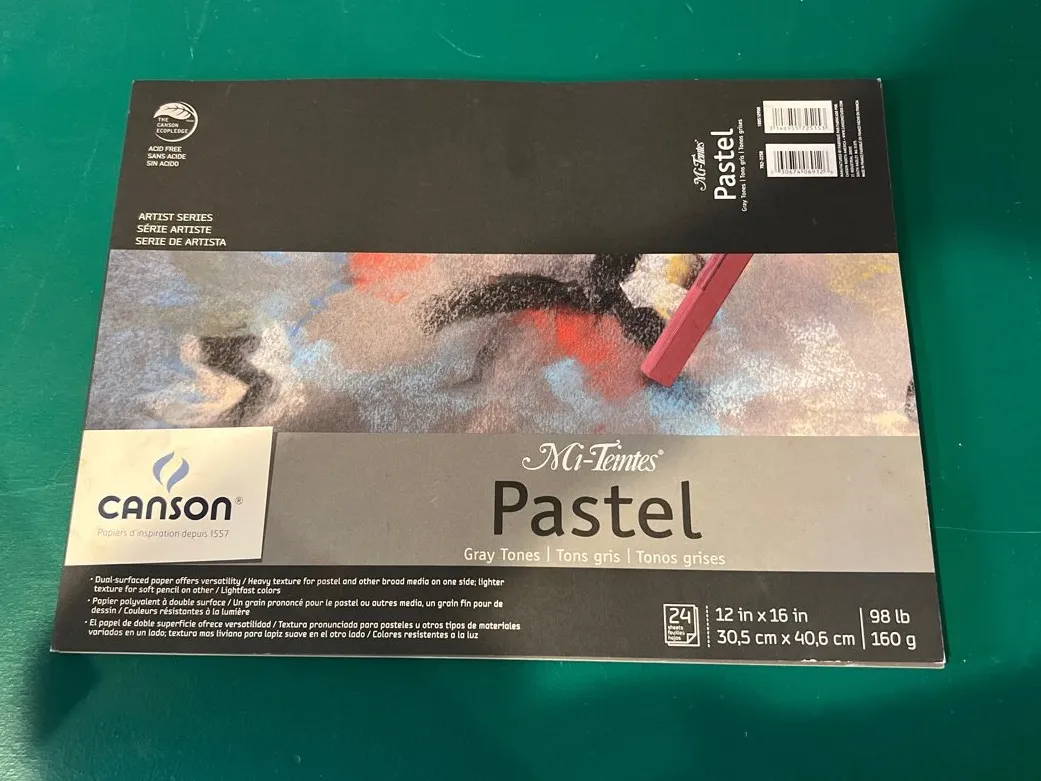 THE
CANSON
ECOPLEDGE
ACID FREE
SANS ACIDE
SIN ACIDO
ARTIST SERIES
SÉRIE ARTISTE
SERIE DE ARTISTA
Mi-Teintes®
Pastel
Gray Tones | Tons gris | Tonos grises
CANSON®
Papiers d'inspiration depuis 1557
Mi-Teintes®
Pastel
Gray Tones | Tons gris | Tonos grises
• Dual-surfaced paper offers versatility / Heavy texture for pastel and other broad media on one side; lighter
texture for soft pencil on other / Lightfast colors
• Papier polyvalent à double surface / Un grain prononcé pour le pastel ou autres media, un grain fin pour de
dessin / Couleurs résistantes à la lumière
• El papel de doble superficie ofrece versatilidad / Textura pronunciada para pasteles u otros tipos de materiales
variados en un lado; textura mas liviana para lapiz suave en el otro lado / Colores resistentes a la luz
24
sheets
feuilles
hojas
12 in x 16 in
30,5 cm x 40,6 cm
98 lb
160 g